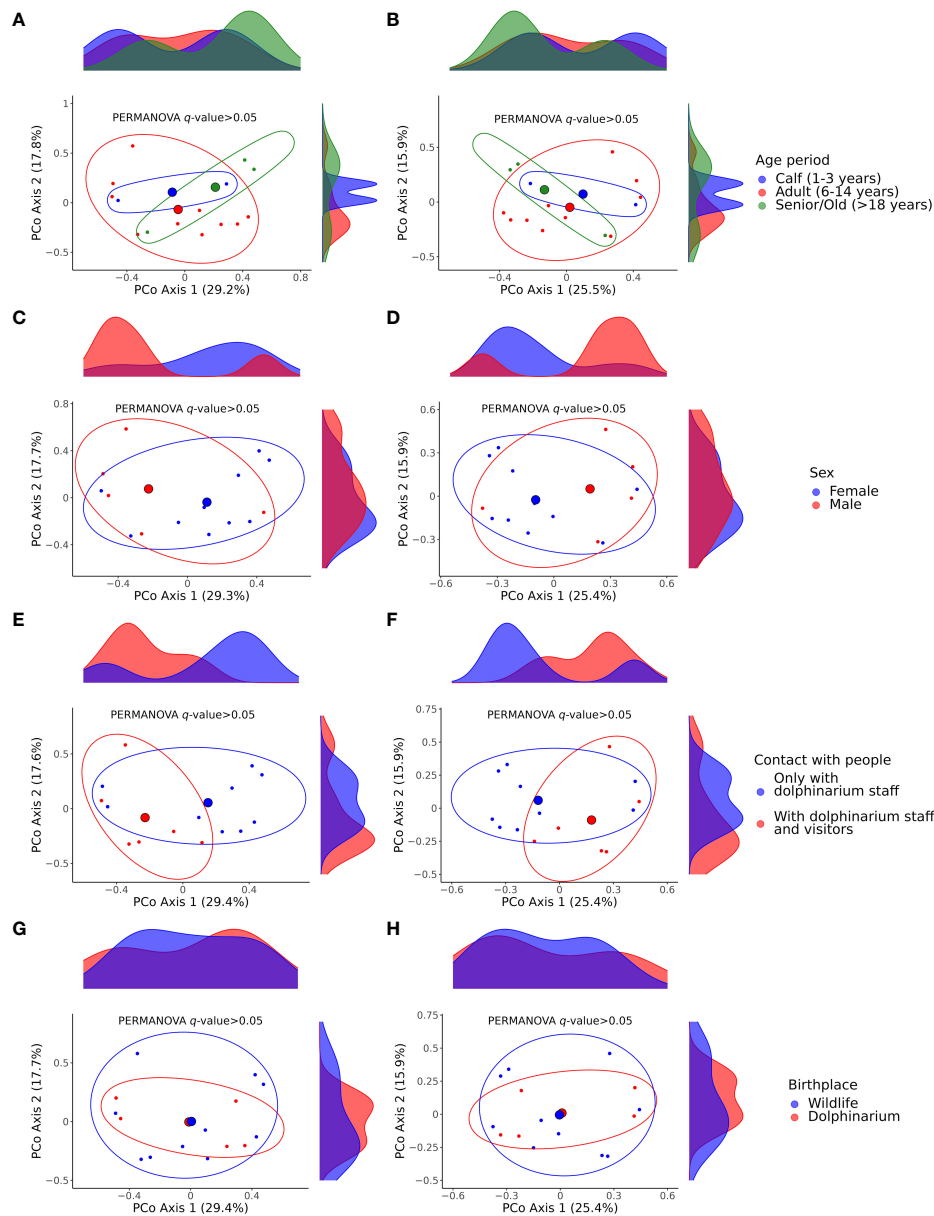 A
B
PERMANOVA q-value>0.05
PCo Axis 2 (17.8%)
1
0.5
0
−0.5
−0.4
0
0.4
0.8
PCo Axis 1 (29.2%)
PERMANOVA q-value>0.05
PCo Axis 2 (15.9%)
0.5
0
−0.5
−0.4
0
0.4
PCo Axis 1 (25.5%)
Age period
Calf (1-3 years)
Adult (6-14 years)
Senior/Old (>18 years)
C
D
PERMANOVA q-value>0.05
PCo Axis 2 (17.7%)
0.8
0.4
0
−0.4
−0.4
0
0.4
PCo Axis 1 (29.3%)
PERMANOVA q-value>0.05
PCo Axis 2 (15.9%)
0.6
0.3
0
−0.3
−0.6
−0.3
0
0.3
0.6
PCo Axis 1 (25.4%)
Sex
Female
Male
E
F
PERMANOVA q-value>0.05
PCo Axis 2 (17.6%)
0.5
0
−0.5
−0.4
0
0.4
PCo Axis 1 (29.4%)
PERMANOVA q-value>0.05
PCo Axis 2 (15.9%)
0.75
0.5
0.25
0
−0.25
−0.5
−0.6
−0.3
0
0.3
0.6
PCo Axis 1 (25.4%)
Contact with people
Only with
dolphinarium staff
With dolphinarium staff
and visitors
G
H
PERMANOVA q-value>0.05
PCo Axis 2 (17.7%)
0.5
0
−0.5
−0.4
0
0.4
PCo Axis 1 (29.4%)
PERMANOVA q-value>0.05
PCo Axis 2 (15.9%)
0.75
0.5
0.25
0
−0.25
−0.5
−0.6
−0.3
0
0.3
0.6
PCo Axis 1 (25.4%)
Birthplace
Wildlife
Dolphinarium